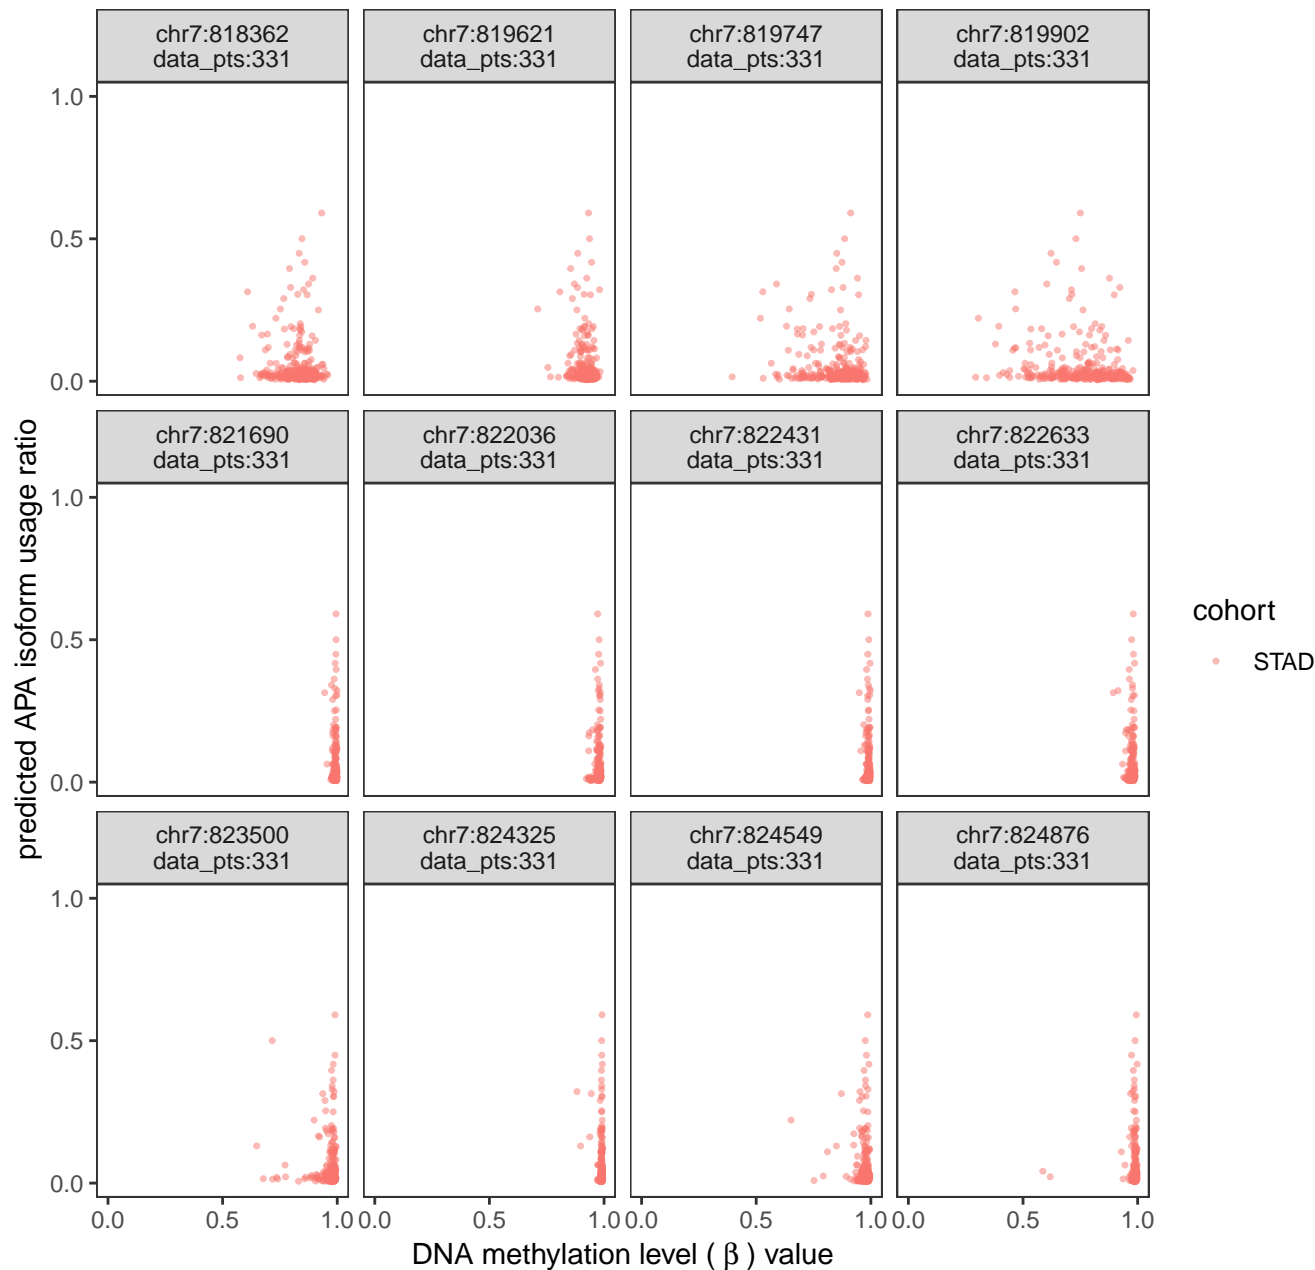 chr7:818362
data_pts:331
chr7:819621
data_pts:331
chr7:819747
data_pts:331
chr7:819902
data_pts:331
1.0
0.5
0.0
chr7:821690
data_pts:331
chr7:822036
data_pts:331
chr7:822431
data_pts:331
chr7:822633
data_pts:331
1.0
0.5
0.0
chr7:823500
data_pts:331
chr7:824325
data_pts:331
chr7:824549
data_pts:331
chr7:824876
data_pts:331
1.0
0.5
0.0
0.0 0.5 1.0 0.0 0.5 1.0 0.0 0.5 1.0 0.0 0.5 1.0
DNA methylation level ( β ) value
predicted APA isoform usage ratio
cohort
STAD